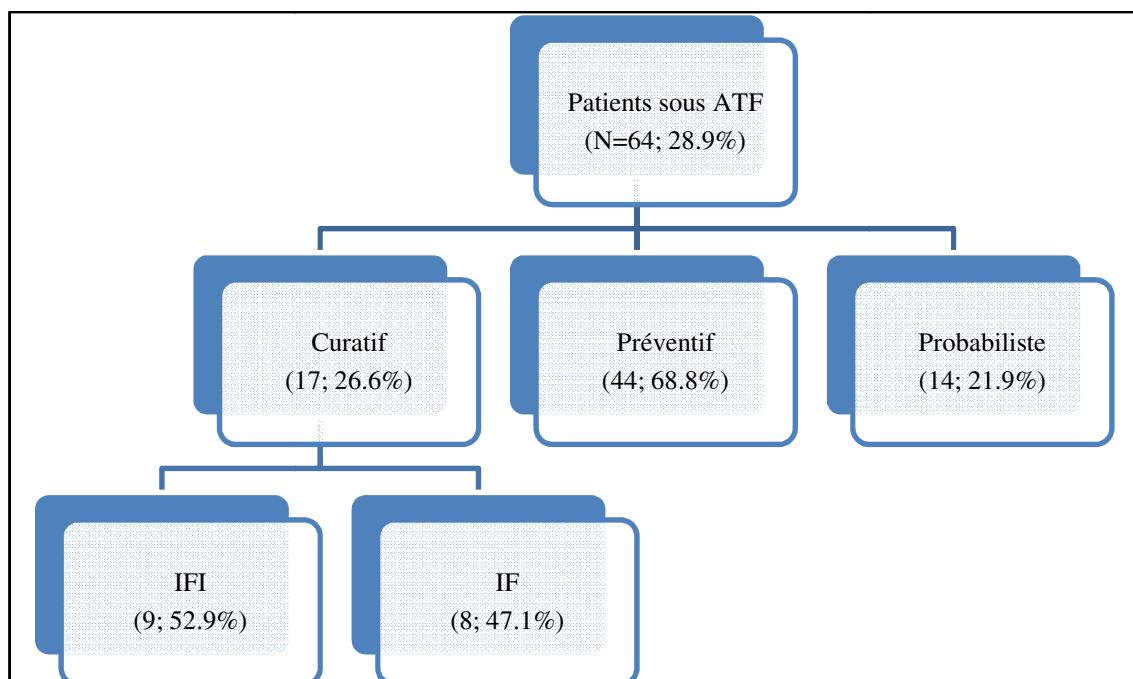 Patients sous ATF
(N=64; 28.9%)
Curatif
(17; 26.6%)
Préventif
(44; 68.8%)
Probabiliste
(14; 21.9%)
IFI
(9; 52.9%)
IF
(8; 47.1%)